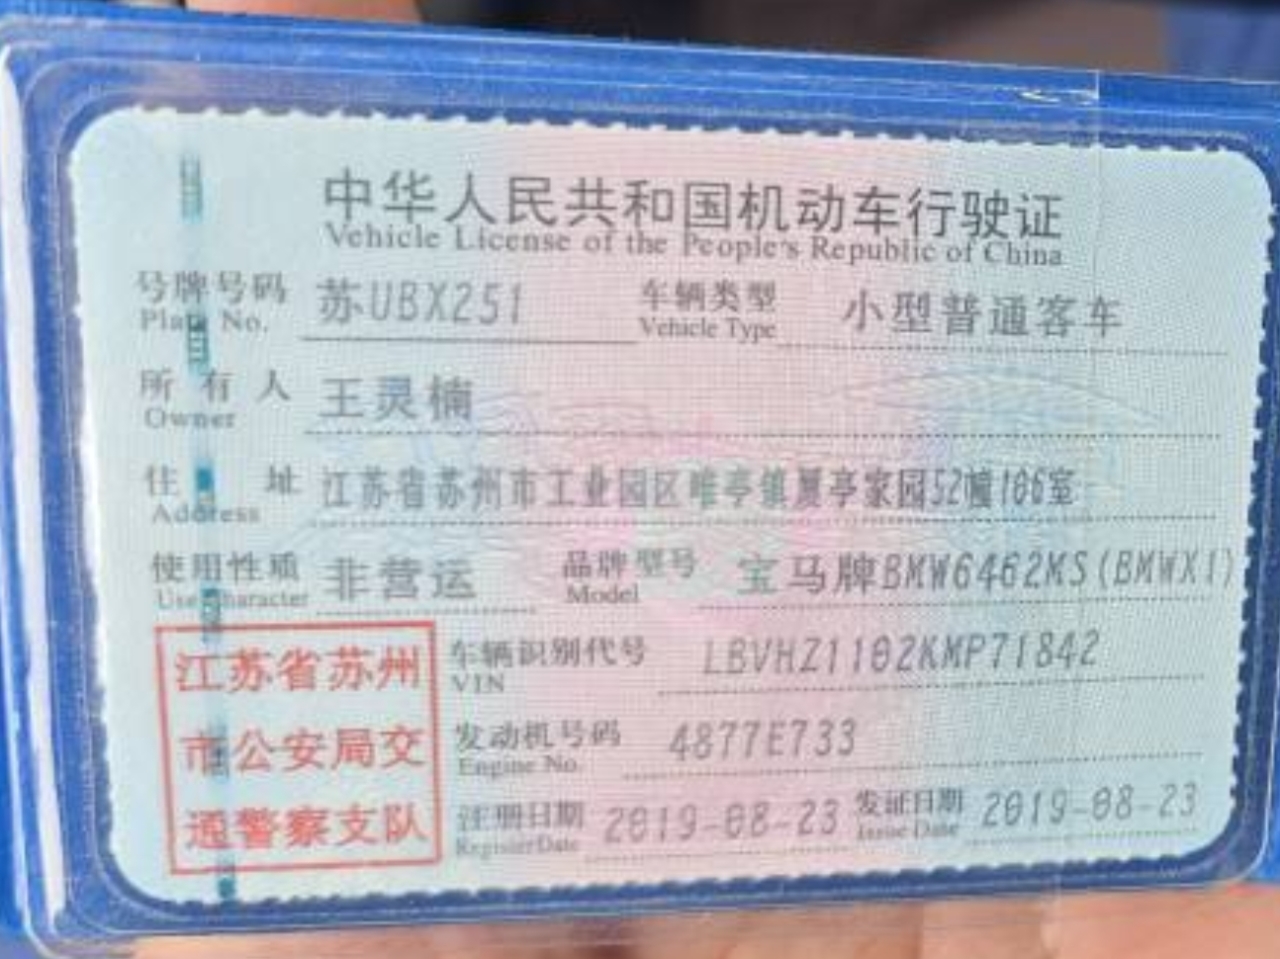 中华人民共和国机动车行驶证
Vehicle License of the People's Republic of China
号牌号码 苏UBX251 车辆类型 小型普通客车
Plate No. Vehicle Type
所有人 王灵楠
Owner
住址 江苏省苏州市工业园区唯亭镇夏亭家园52幢106室
Address
使用性质 非营运 品牌型号 宝马牌BMW6462MS(BMWX1)
Use Character Model
江苏省苏州
市公安局交
通警察支队
车辆识别代号 LBVHZ1102KMP71842
VIN
发动机号码 4877E733
Engine No.
注册日期 2019-08-23 发证日期 2019-08-23
Register Date Issue Date